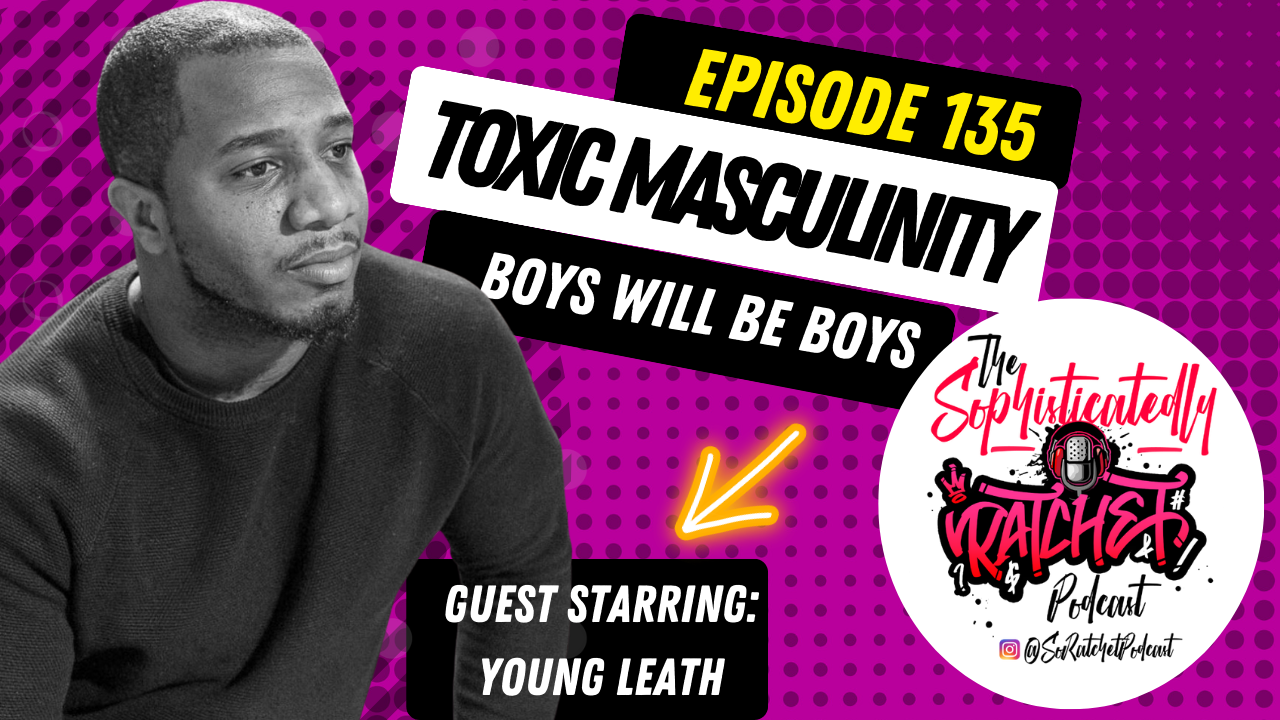 EPISODE 135
TOXIC MASCULINITY
BOYS WILL BE BOYS
The
Sophisticatedly
RATCHET
Podcast
@SoRatchetPodcast
GUEST STARRING:
YOUNG LEATH